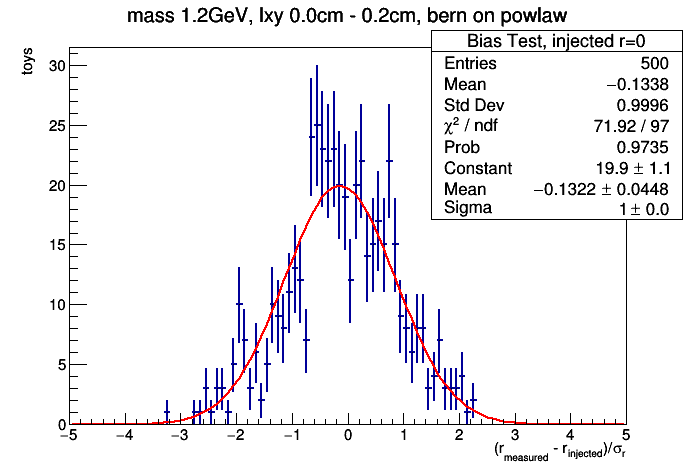 mass 1.2GeV, lxy 0.0cm - 0.2cm, bern on powlaw
Bias Test, injected r=0
Entries 500
Mean −0.1338
Std Dev 0.9996
χ² / ndf 71.92 / 97
Prob 0.9735
Constant 19.9 ± 1.1
Mean −0.1322 ± 0.0448
Sigma 1 ± 0.0
toys
30
25
20
15
10
5
0
−5 −4 −3 −2 −1 0 1 2 3 4 5
(r_measured - r_injected)/σ_r